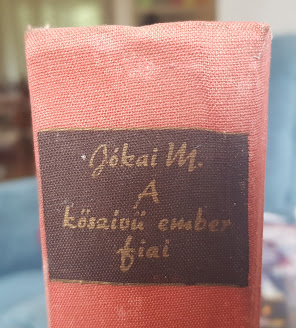 Jókai M.
A
kőszívű ember
fiai